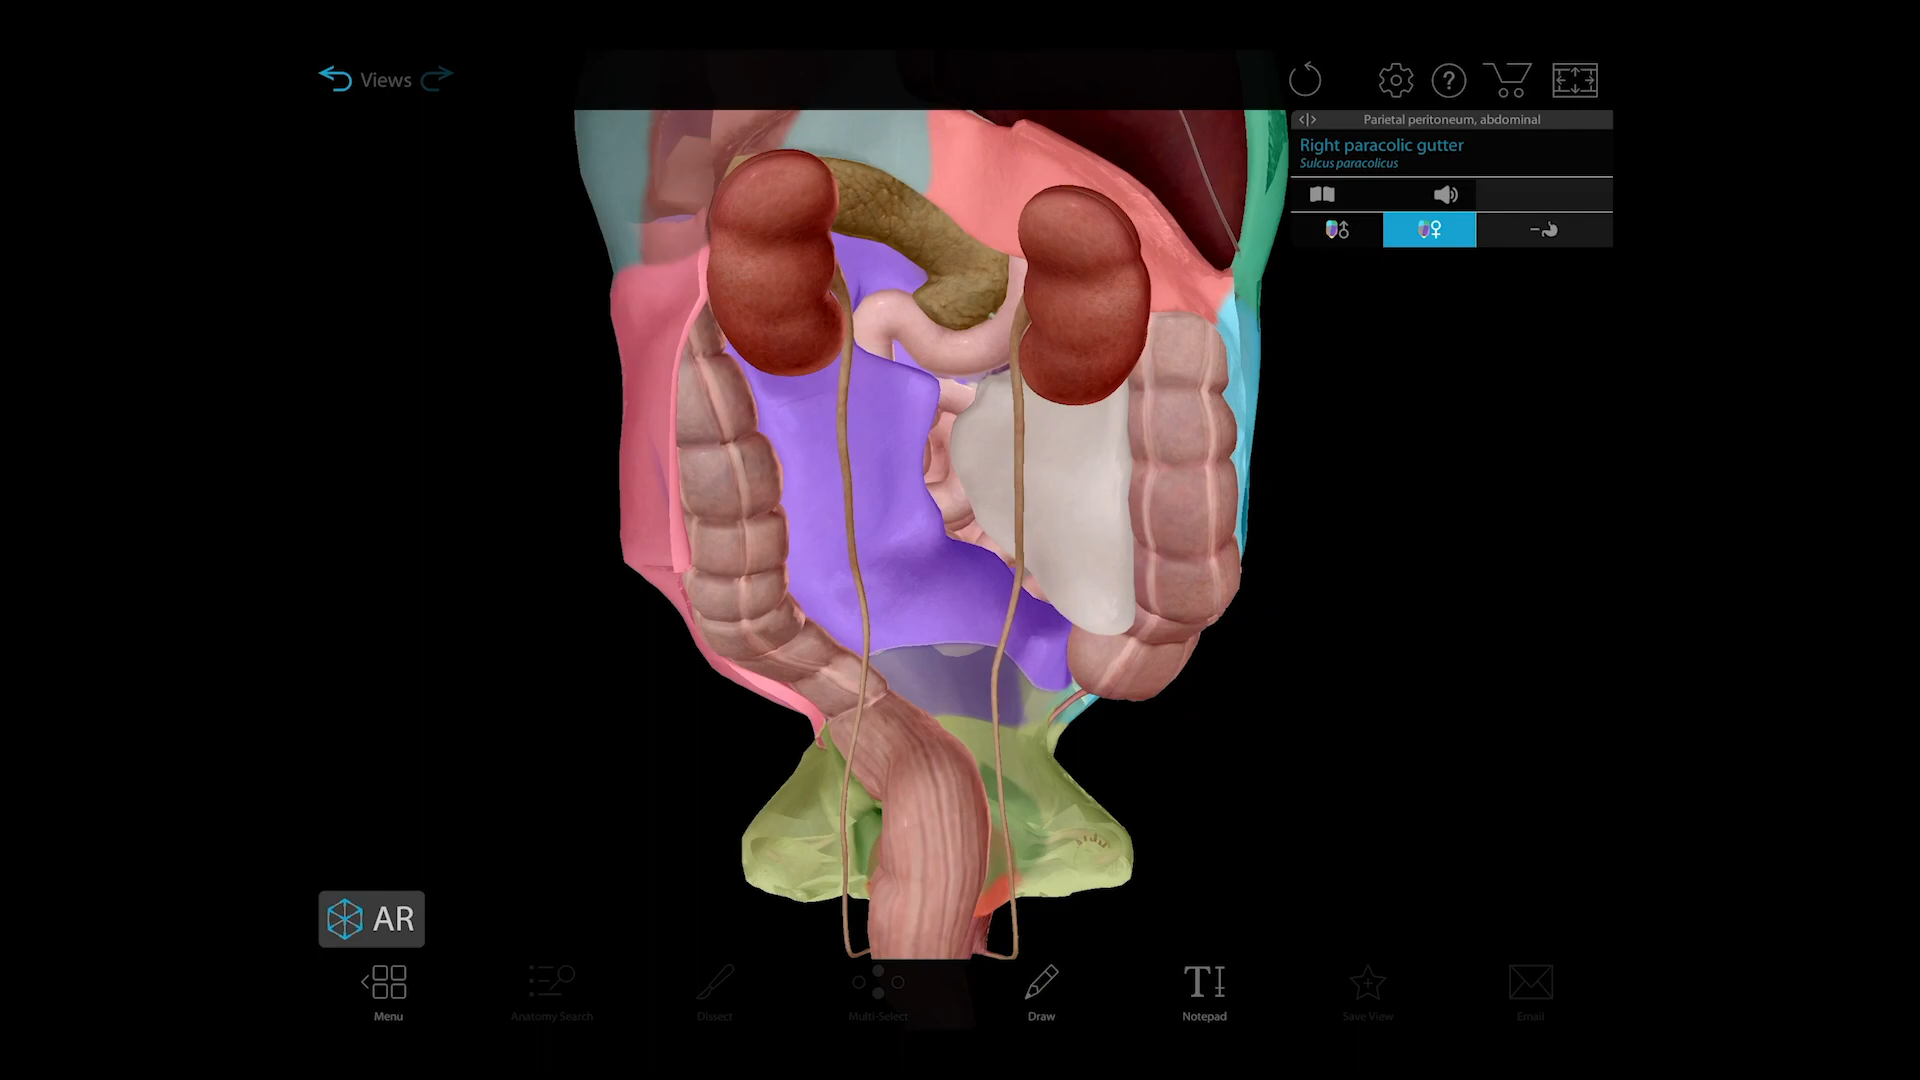 Views
Parietal peritoneum, abdominal
Right paracolic gutter
Sulcus paracolicus
AR
Menu
Anatomy Search
Dissect
Multi-Select
Draw
Notepad
Save View
Email